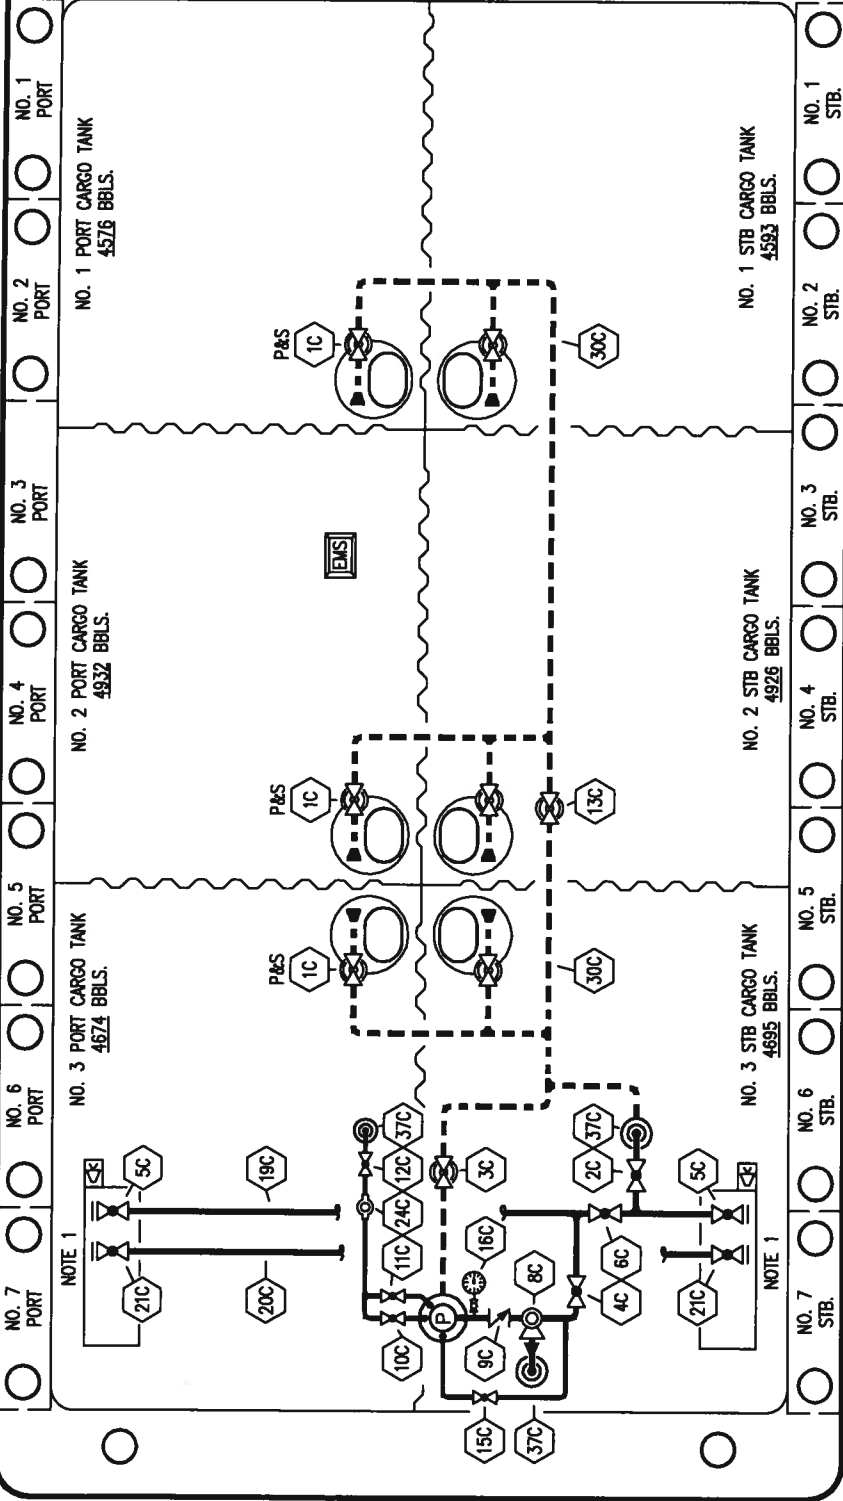 NO. 1
PORT
NO. 2
PORT
NO. 3
PORT
NO. 4
PORT
NO. 5
PORT
NO. 6
PORT
NO. 7
PORT
NO. 1 PORT CARGO TANK
4576 BBLS.
NO. 2 PORT CARGO TANK
4932 BBLS.
NO. 3 PORT CARGO TANK
4674 BBLS.
NOTE 1
5C
21C
19C
20C
P&S
1C
P&S
1C
P&S
1C
EMS
37C
12C
24C
11C
10C
P
3C
16C
9C
8C
15C
37C
30C
13C
30C
37C
2C
6C
4C
5C
21C
NOTE 1
NO. 1 STB CARGO TANK
4593 BBLS.
NO. 2 STB CARGO TANK
4926 BBLS.
NO. 3 STB CARGO TANK
4695 BBLS.
NO. 1
STB.
NO. 2
STB.
NO. 3
STB.
NO. 4
STB.
NO. 5
STB.
NO. 6
STB.
NO. 7
STB.